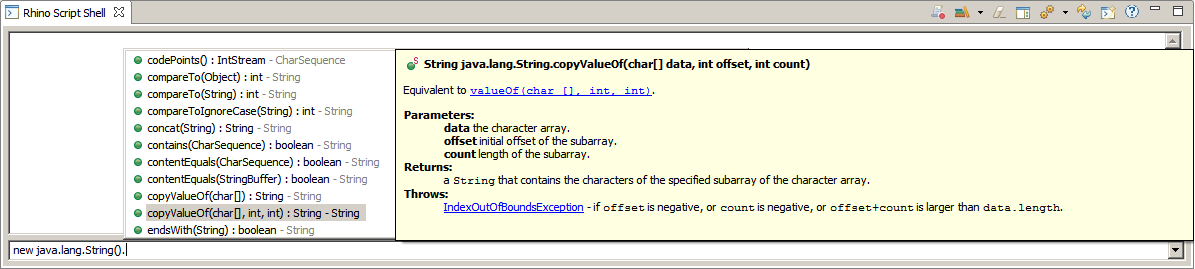 Rhino Script Shell
codePoints() : IntStream - CharSequence
compareTo(Object) : int - String
compareTo(String) : int - String
compareToIgnoreCase(String) : int - String
concat(String) : String - String
contains(CharSequence) : boolean - String
contentEquals(CharSequence) : boolean - String
contentEquals(StringBuffer) : boolean - String
copyValueOf(char[]) : String - String
copyValueOf(char[], int, int) : String - String
endsWith(String) : boolean - String
S String java.lang.String.copyValueOf(char[] data, int offset, int count)
Equivalent to valueOf(char [], int, int).
Parameters:
data the character array.
offset initial offset of the subarray.
count length of the subarray.
Returns:
a String that contains the characters of the specified subarray of the character array.
Throws:
IndexOutOfBoundsException - if offset is negative, or count is negative, or offset+count is larger than data.length.
new java.lang.String().